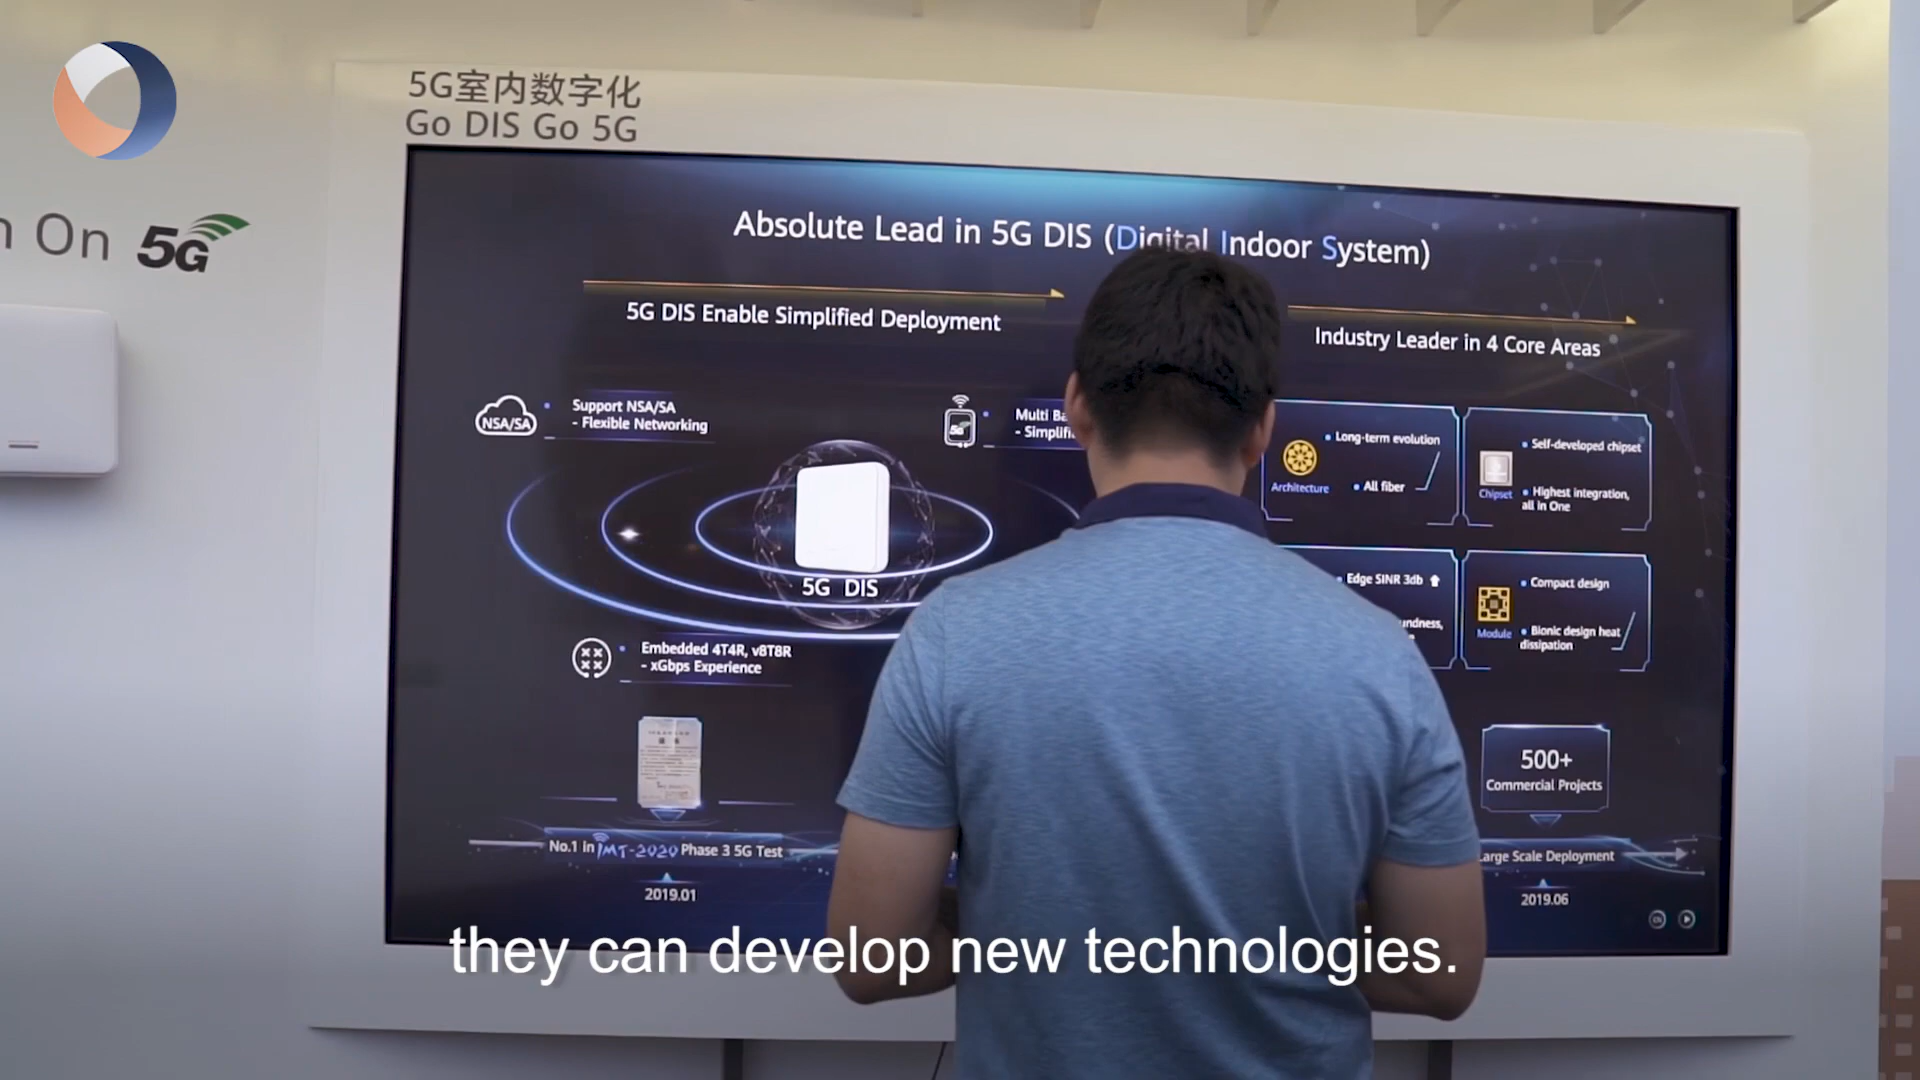 5G室内数字化
Go DIS Go 5G
On 5G
Absolute Lead in 5G DIS (Digital Indoor System)
5G DIS Enable Simplified Deployment
Industry Leader in 4 Core Areas
NSA/SA
Support NSA/SA
- Flexible Networking
5G
Multi
-
Architecture
Long-term evolution
All fiber
Chipset
Self-developed chipset
Highest integration,
all in One
5G DIS
Edge SINR 3db
Module
Compact design
Bionic design heat
dissipation
Embedded 4T4R, v8T8R
- xGbps Experience
500+
Commercial Projects
No.1 in IMT-2020 Phase 3 5G Test
Scale Deployment
2019.01
2019.06
CN
they can develop new technologies.